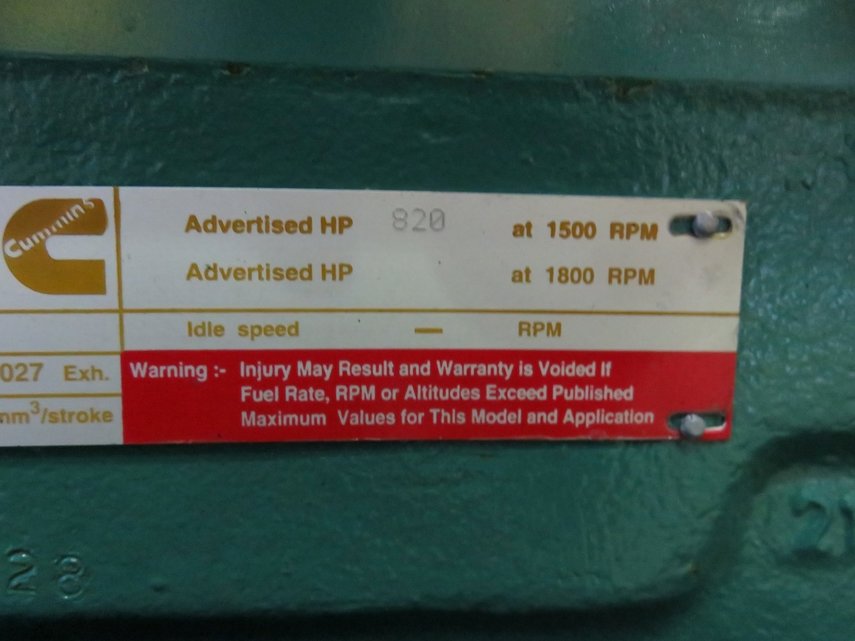 Cummins
Advertised HP 820 at 1500 RPM
Advertised HP at 1800 RPM
Idle speed — RPM
027 Exh.
mm³/stroke
Warning :- Injury May Result and Warranty is Voided If
Fuel Rate, RPM or Altitudes Exceed Published
Maximum Values for This Model and Application
28